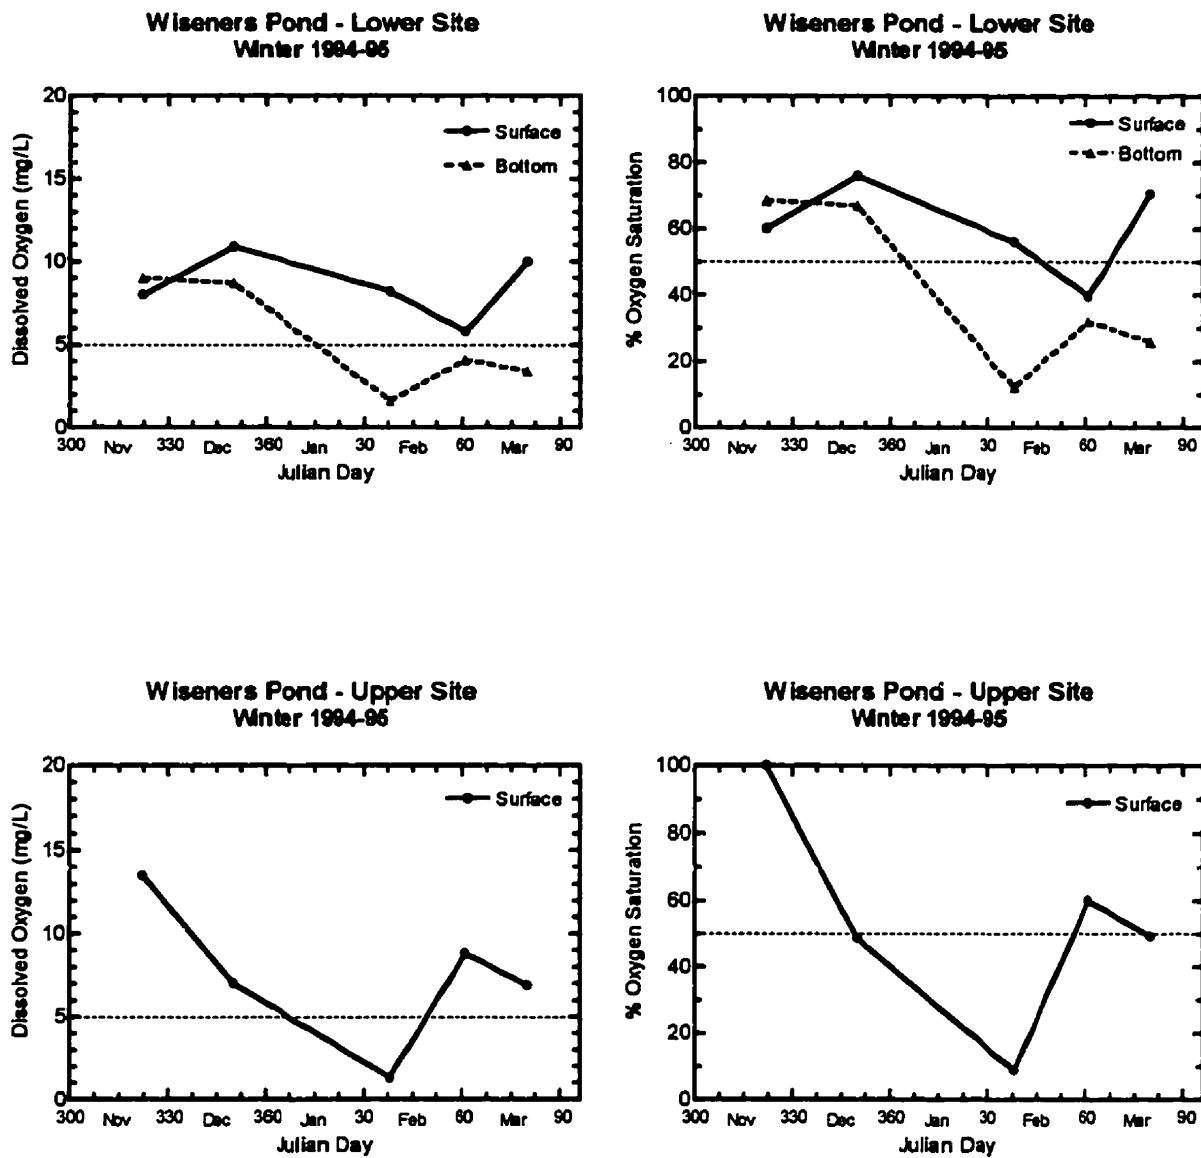 Wiseners Pond - Lower Site
Winter 1994-95
20
15
10
5
0
Dissolved Oxygen (mg/L)
Surface
Bottom
300 Nov 330 Dec 360 Jan 30 Feb 60 Mar 90
Julian Day
Wiseners Pond - Lower Site
Winter 1994-95
100
80
60
40
20
0
% Oxygen Saturation
Surface
Bottom
300 Nov 330 Dec 360 Jan 30 Feb 60 Mar 90
Julian Day
Wiseners Pond - Upper Site
Winter 1994-95
20
15
10
5
0
Dissolved Oxygen (mg/L)
Surface
300 Nov 330 Dec 360 Jan 30 Feb 60 Mar 90
Julian Day
Wiseners Pond - Upper Site
Winter 1994-95
100
80
60
40
20
0
% Oxygen Saturation
Surface
300 Nov 330 Dec 360 Jan 30 Feb 60 Mar 90
Julian Day